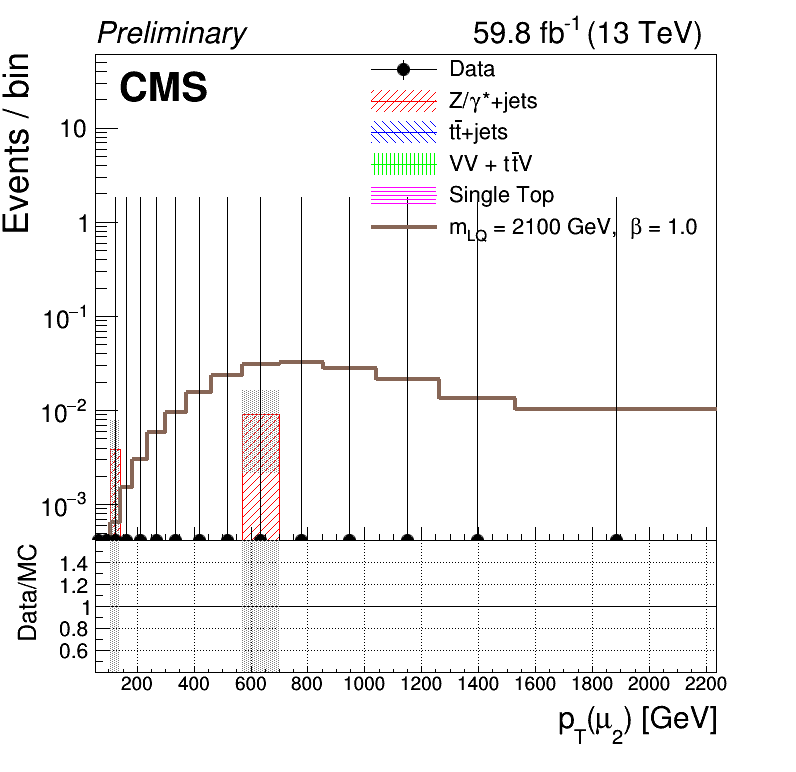 Preliminary 59.8 fb⁻¹ (13 TeV)
CMS
Data
Z/γ*+jets
tt̄+jets
VV + tt̄V
Single Top
m_LQ = 2100 GeV, β = 1.0
Events / bin
10
1
10⁻¹
10⁻²
10⁻³
Data/MC
1.4
1.2
1
0.8
0.6
200 400 600 800 1000 1200 1400 1600 1800 2000 2200
p_T(μ₂) [GeV]